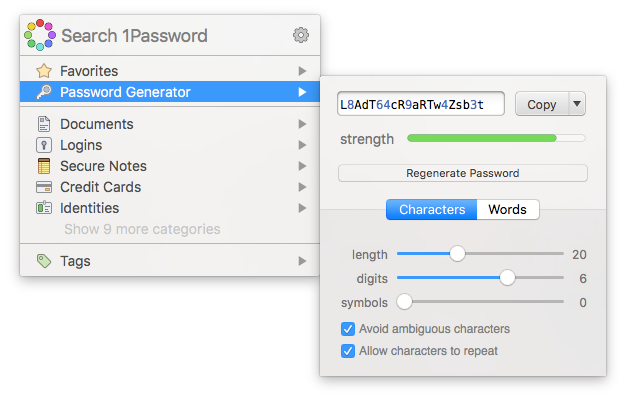 Search 1Password
Favorites
Password Generator
Documents
Logins
Secure Notes
Credit Cards
Identities
Show 9 more categories
Tags
L8AdT64cR9aRTw4Zsb3t
Copy
strength
Regenerate Password
Characters Words
length 20
digits 6
symbols 0
Avoid ambiguous characters
Allow characters to repeat